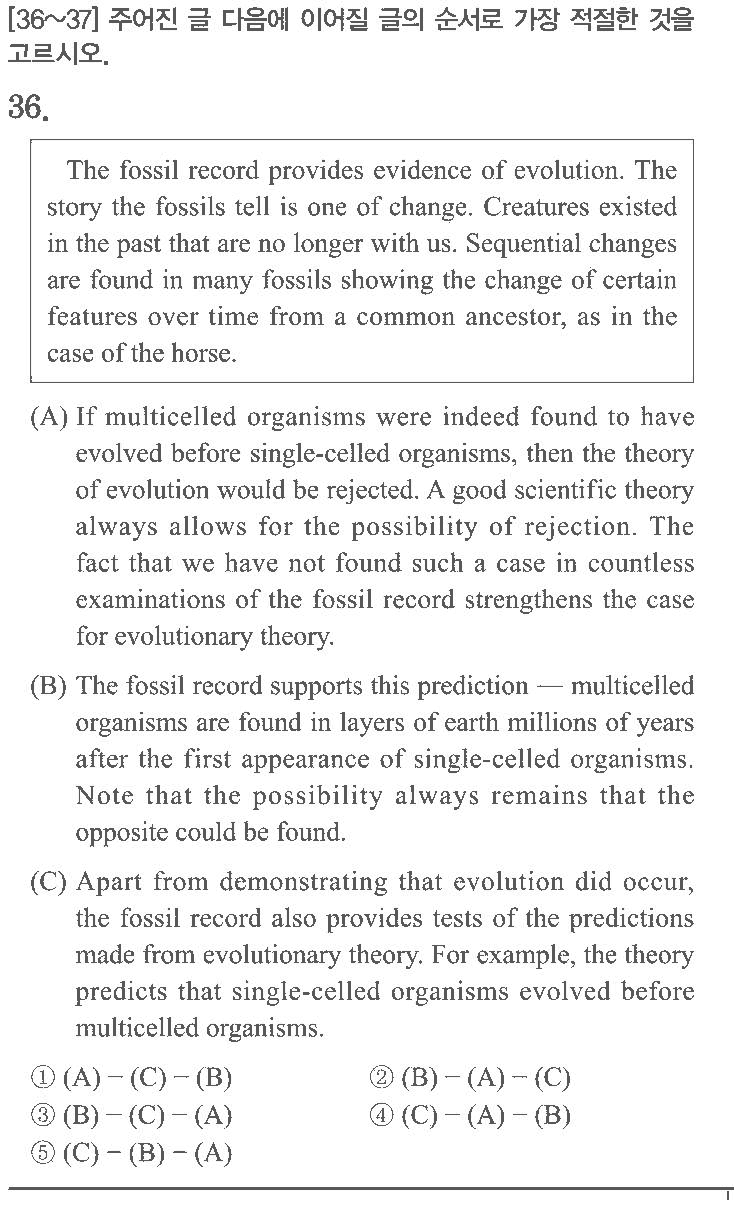 [36~37] 주어진 글 다음에 이어질 글의 순서로 가장 적절한 것을
고르시오.
36.
The fossil record provides evidence of evolution. The
story the fossils tell is one of change. Creatures existed
in the past that are no longer with us. Sequential changes
are found in many fossils showing the change of certain
features over time from a common ancestor, as in the
case of the horse.
(A) If multicelled organisms were indeed found to have
evolved before single-celled organisms, then the theory
of evolution would be rejected. A good scientific theory
always allows for the possibility of rejection. The
fact that we have not found such a case in countless
examinations of the fossil record strengthens the case
for evolutionary theory.
(B) The fossil record supports this prediction — multicelled
organisms are found in layers of earth millions of years
after the first appearance of single-celled organisms.
Note that the possibility always remains that the
opposite could be found.
(C) Apart from demonstrating that evolution did occur,
the fossil record also provides tests of the predictions
made from evolutionary theory. For example, the theory
predicts that single-celled organisms evolved before
multicelled organisms.
① (A) - (C) - (B) ② (B) - (A) - (C)
③ (B) - (C) - (A) ④ (C) - (A) - (B)
⑤ (C) - (B) - (A)